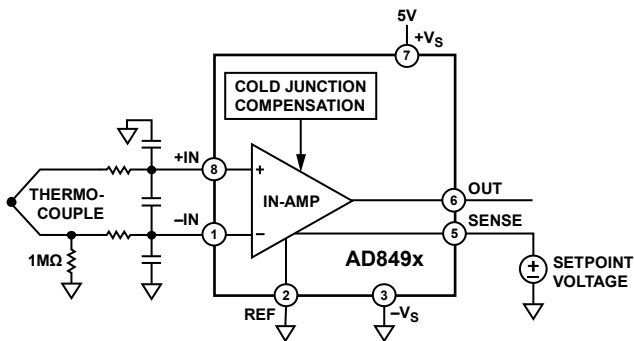 5V
+VS
7
COLD JUNCTION
COMPENSATION
+IN
8
+
THERMO-
COUPLE
IN-AMP
6
OUT
–IN
1
–
5
SENSE
1MΩ
AD849x
SETPOINT
VOLTAGE
2
3
REF
–VS